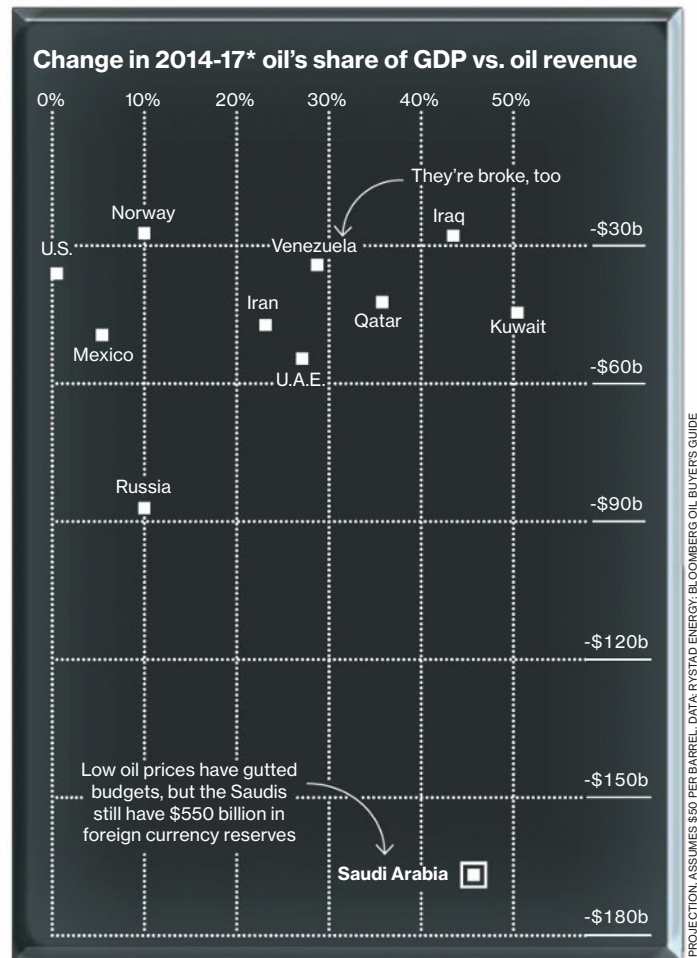 Change in 2014-17* oil's share of GDP vs. oil revenue
0% 10% 20% 30% 40% 50%
They're broke, too
Norway
Iraq
-$30b
U.S.
Venezuela
Iran
Qatar
Kuwait
Mexico
U.A.E.
-$60b
Russia
-$90b
-$120b
Low oil prices have gutted
budgets, but the Saudis
still have $550 billion in
foreign currency reserves
-$150b
Saudi Arabia
-$180b
PROJECTION. ASSUMES $50 PER BARREL. DATA: RYSTAD ENERGY; BLOOMBERG OIL BUYER'S GUIDE